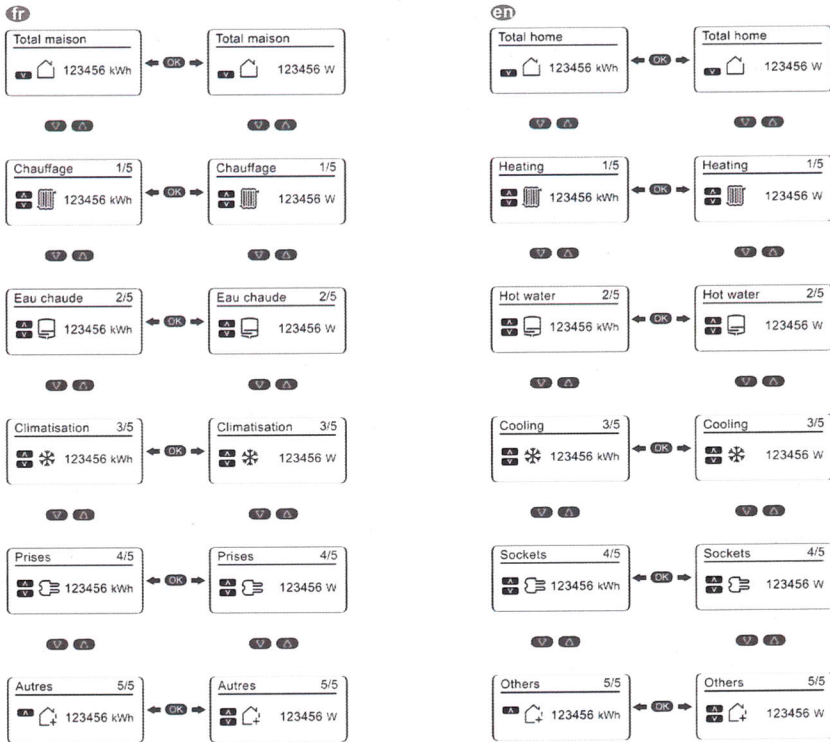 fr
Total maison
123456 kWh
OK
Total maison
123456 W
Chauffage 1/5
123456 kWh
OK
Chauffage 1/5
123456 W
Eau chaude 2/5
123456 kWh
OK
Eau chaude 2/5
123456 W
Climatisation 3/5
123456 kWh
OK
Climatisation 3/5
123456 W
Prises 4/5
123456 kWh
OK
Prises 4/5
123456 W
Autres 5/5
123456 kWh
OK
Autres 5/5
123456 W
en
Total home
123456 kWh
OK
Total home
123456 W
Heating 1/5
123456 kWh
OK
Heating 1/5
123456 W
Hot water 2/5
123456 kWh
OK
Hot water 2/5
123456 W
Cooling 3/5
123456 kWh
OK
Cooling 3/5
123456 W
Sockets 4/5
123456 kWh
OK
Sockets 4/5
123456 W
Others 5/5
123456 kWh
OK
Others 5/5
123456 W